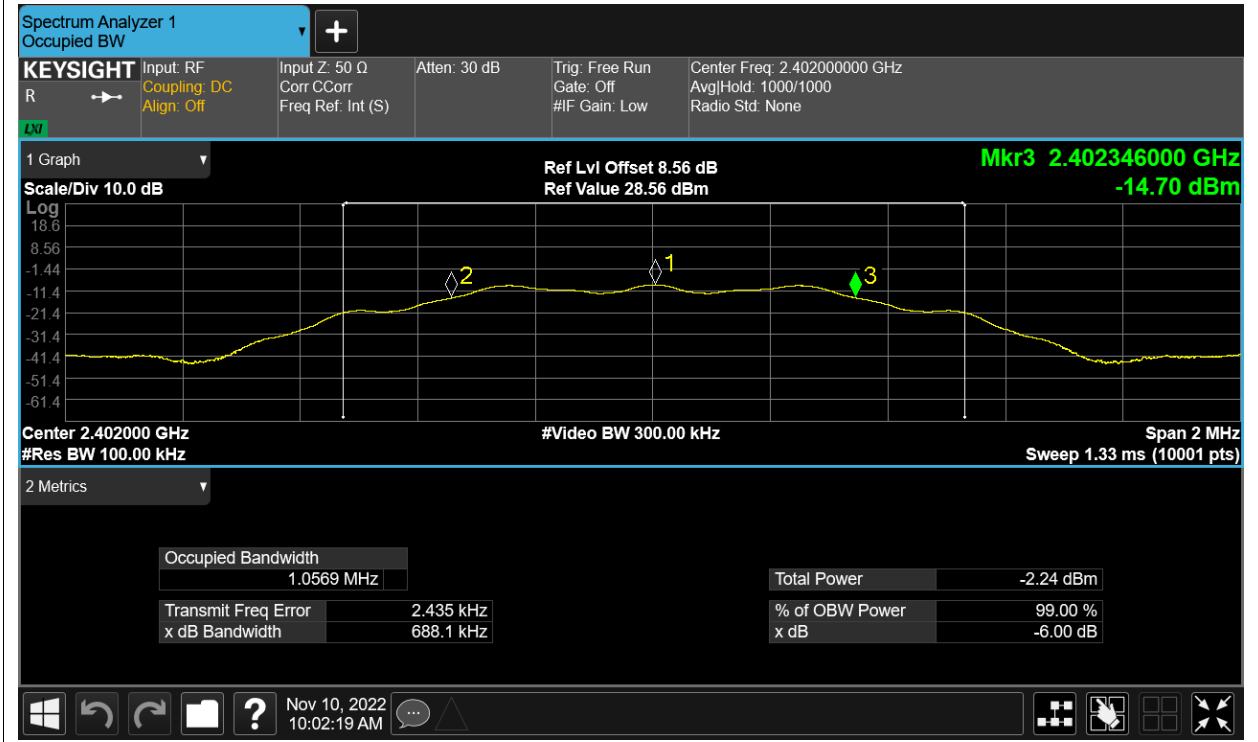 Spectrum Analyzer 1
Occupied BW
KEYSIGHT
R
LXI
Input: RF
Coupling: DC
Align: Off
Input Z: 50 Ω
Corr CCorr
Freq Ref: Int (S)
Atten: 30 dB
Trig: Free Run
Gate: Off
#IF Gain: Low
Center Freq: 2.402000000 GHz
Avg|Hold: 1000/1000
Radio Std: None
1 Graph
Scale/Div 10.0 dB
Ref Lvl Offset 8.56 dB
Ref Value 28.56 dBm
Mkr3 2.402346000 GHz
-14.70 dBm
Log
18.6
8.56
-1.44
-11.4
-21.4
-31.4
-41.4
-51.4
-61.4
2
1
3
Center 2.402000 GHz
#Video BW 300.00 kHz
Span 2 MHz
#Res BW 100.00 kHz
Sweep 1.33 ms (10001 pts)
2 Metrics
Occupied Bandwidth
1.0569 MHz
Total Power -2.24 dBm
Transmit Freq Error 2.435 kHz
% of OBW Power 99.00 %
x dB Bandwidth 688.1 kHz
x dB -6.00 dB
?
Nov 10, 2022
10:02:19 AM